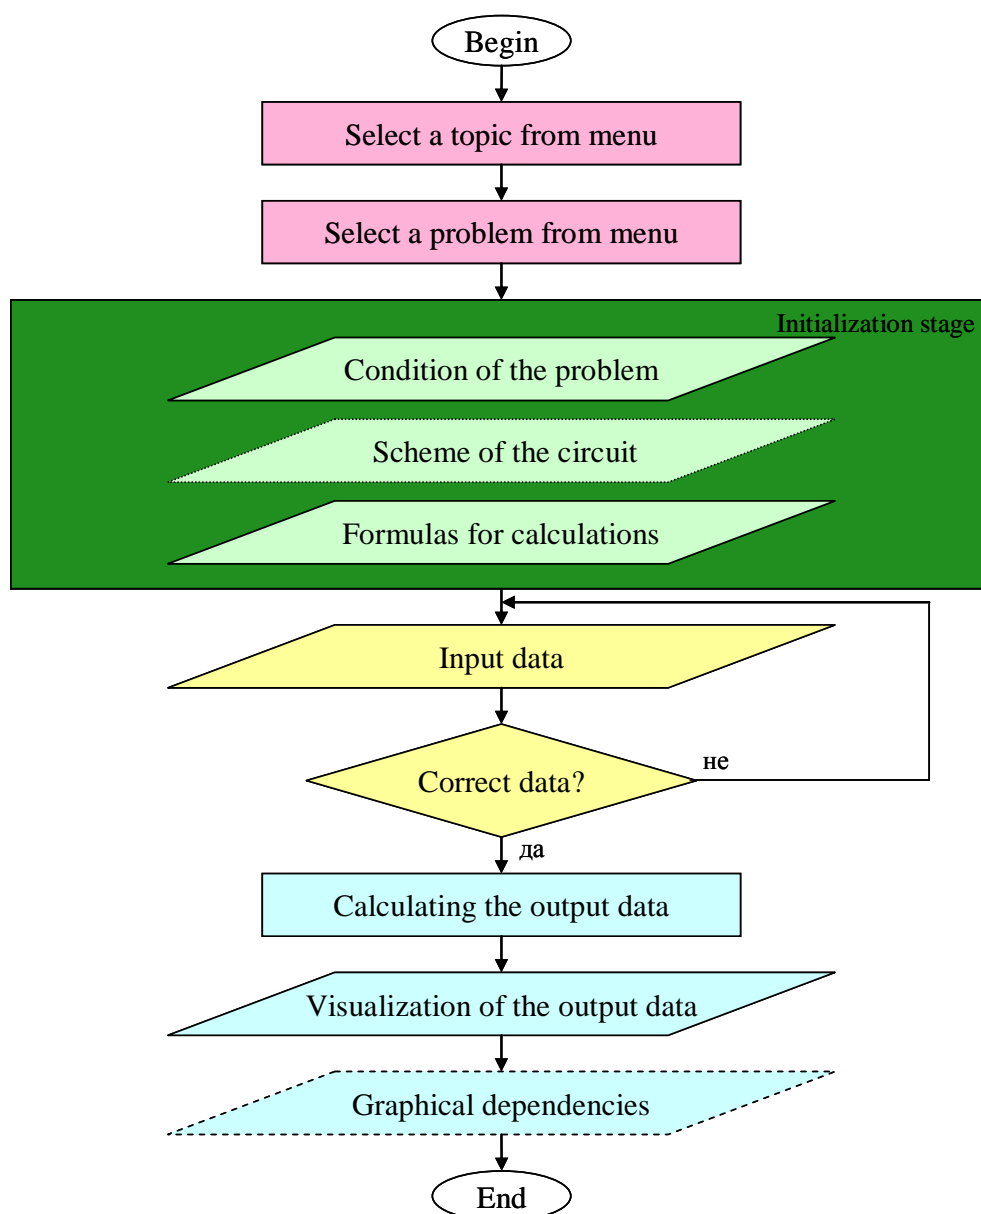 Begin
Select a topic from menu
Select a problem from menu
Initialization stage
Condition of the problem
Scheme of the circuit
Formulas for calculations
Input data
Correct data?
не
да
Calculating the output data
Visualization of the output data
Graphical dependencies
End